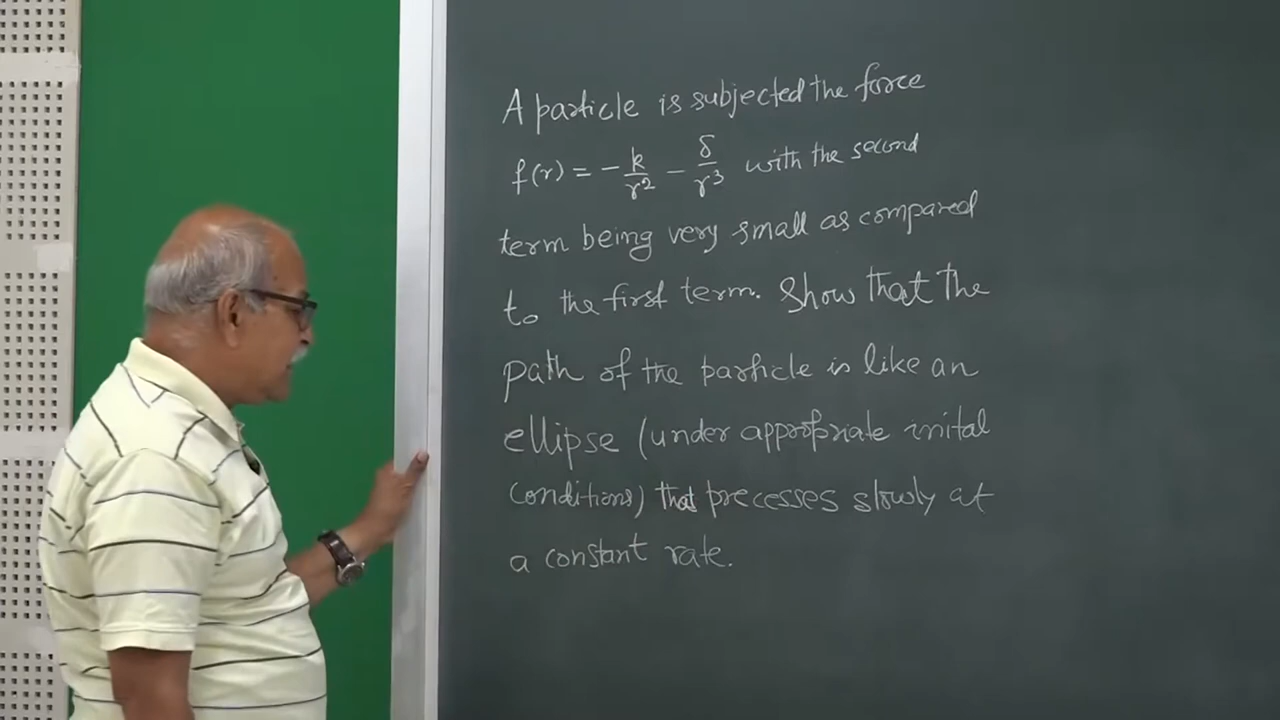 A particle is subjected the force
f(r) = - k/r² - δ/r³ with the second
term being very small as compared
to the first term. Show that the
path of the particle is like an
ellipse (under appropriate inital
conditions) that precesses slowly at
a constant rate.